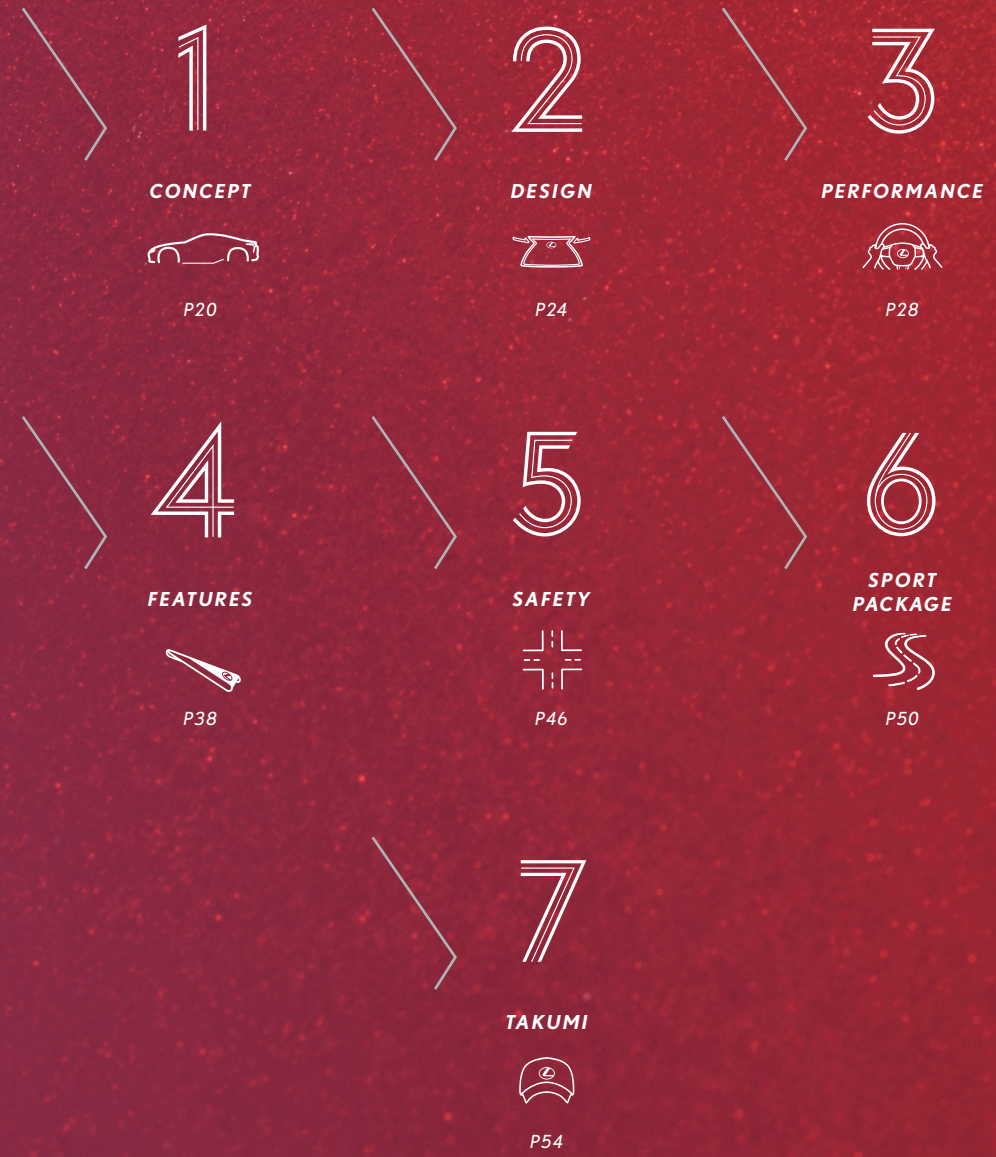 1
CONCEPT
P20
2
DESIGN
P24
3
PERFORMANCE
P28
4
FEATURES
P38
5
SAFETY
P46
6
SPORT
PACKAGE
P50
7
TAKUMI
P54